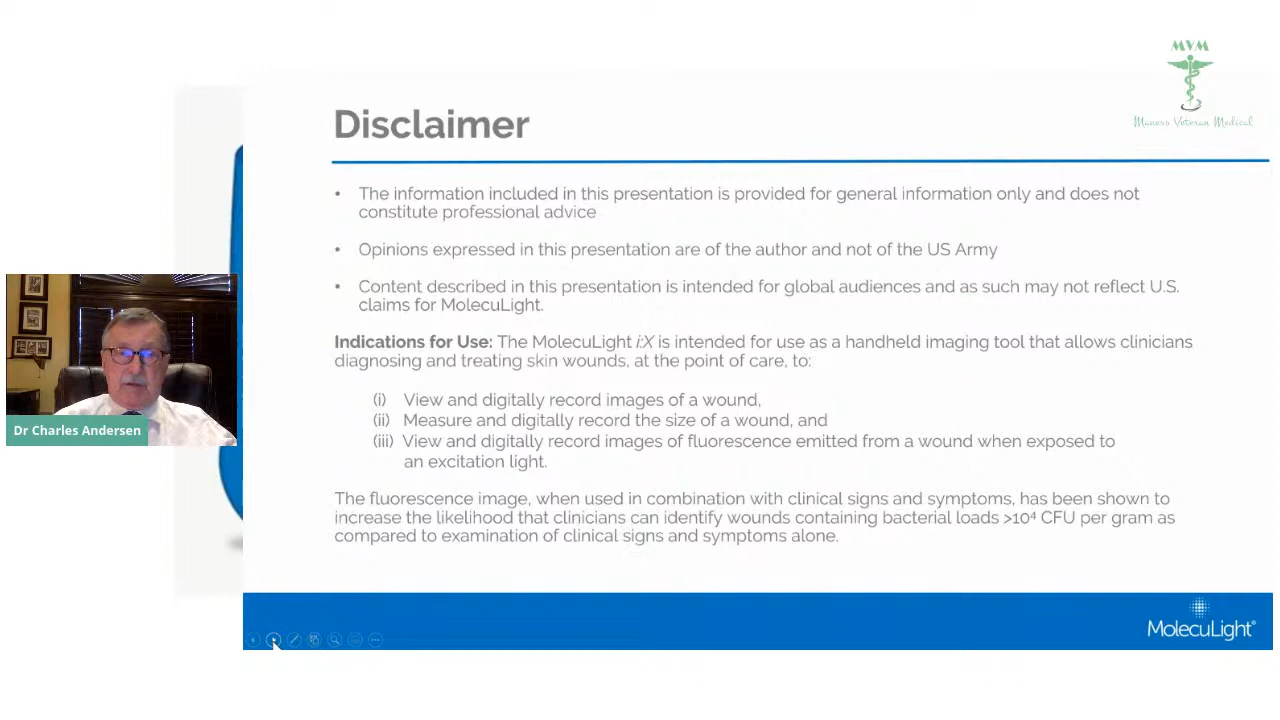 MVM
Maness Veteran Medical
Disclaimer
• The information included in this presentation is provided for general information only and does not
constitute professional advice
• Opinions expressed in this presentation are of the author and not of the US Army
• Content described in this presentation is intended for global audiences and as such may not reflect U.S.
claims for MolecuLight.
Indications for Use: The MolecuLight i:X is intended for use as a handheld imaging tool that allows clinicians
diagnosing and treating skin wounds, at the point of care, to:
(i) View and digitally record images of a wound,
(ii) Measure and digitally record the size of a wound, and
(iii) View and digitally record images of fluorescence emitted from a wound when exposed to
an excitation light.
The fluorescence image, when used in combination with clinical signs and symptoms, has been shown to
increase the likelihood that clinicians can identify wounds containing bacterial loads >10⁴ CFU per gram as
compared to examination of clinical signs and symptoms alone.
Dr Charles Andersen
MolecuLight®